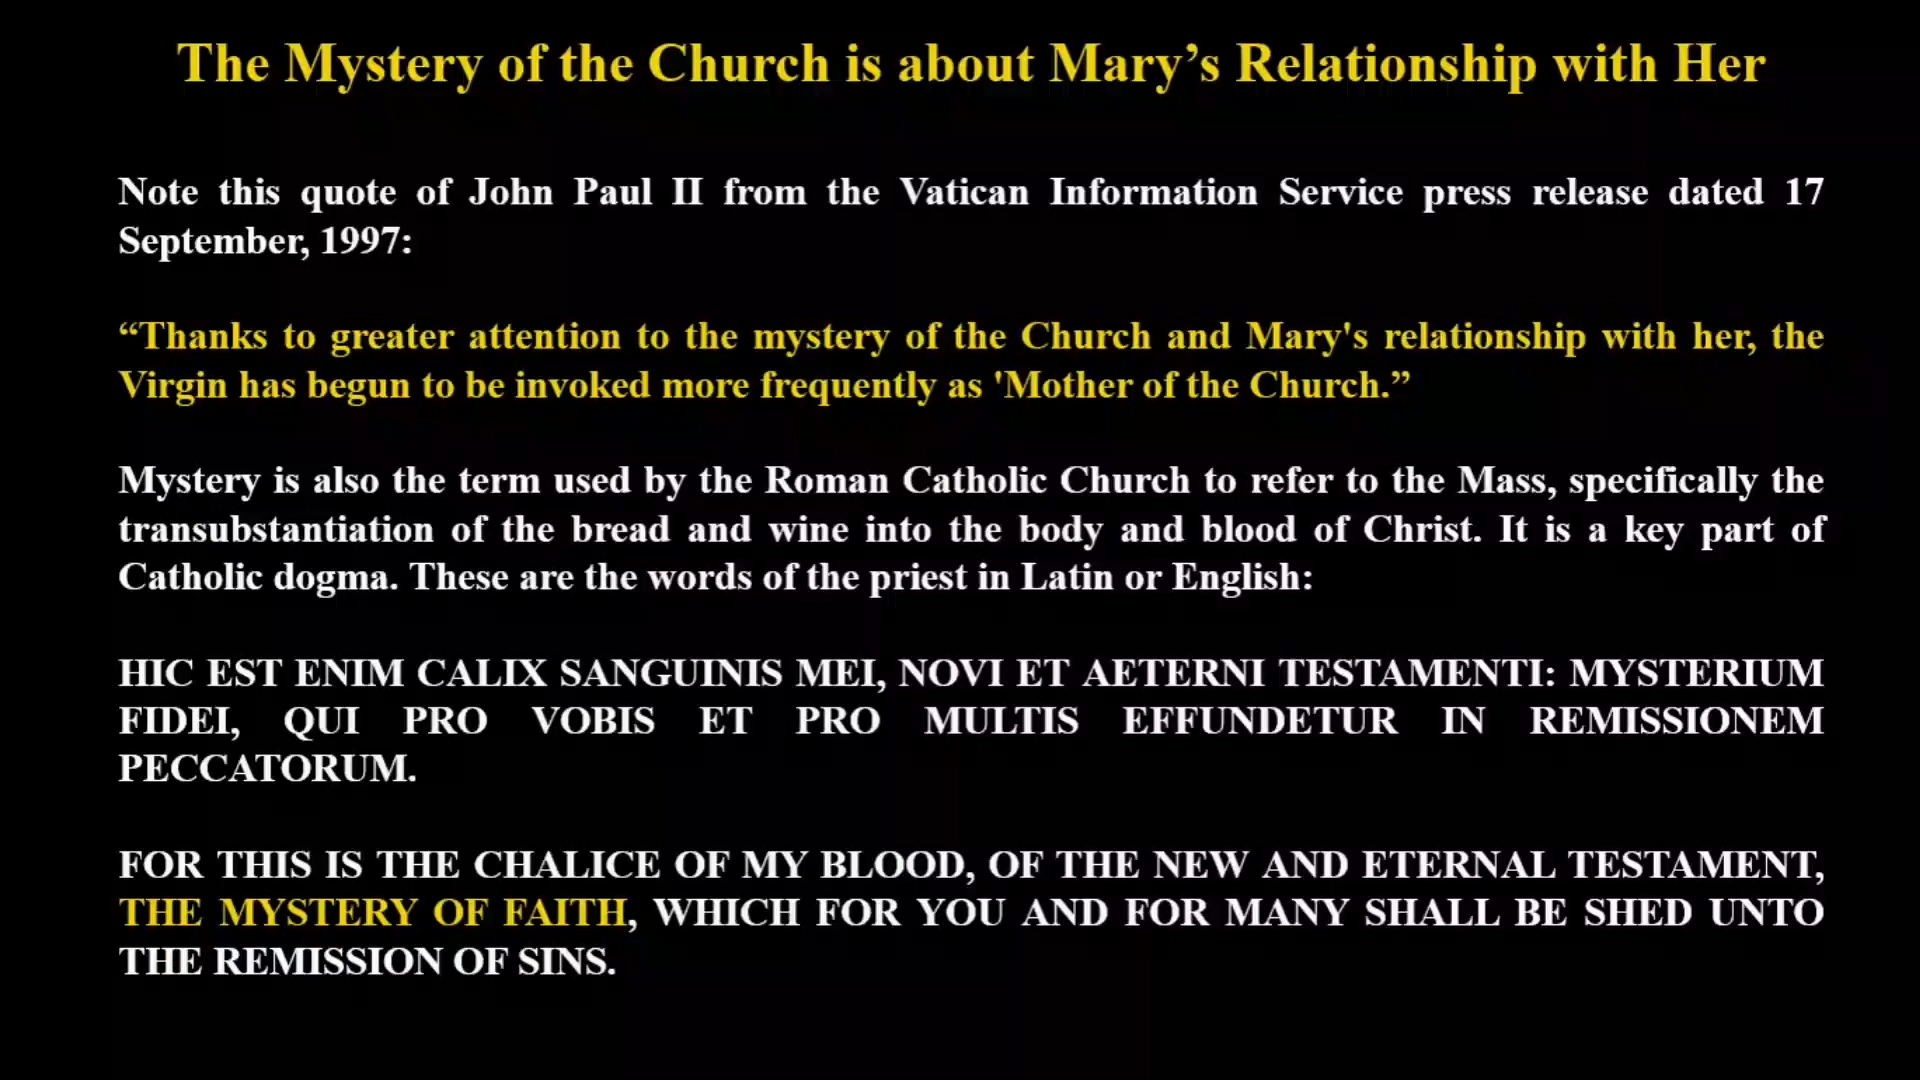 The Mystery of the Church is about Mary’s Relationship with Her
Note this quote of John Paul II from the Vatican Information Service press release dated 17
September, 1997:
“Thanks to greater attention to the mystery of the Church and Mary's relationship with her, the
Virgin has begun to be invoked more frequently as 'Mother of the Church.”
Mystery is also the term used by the Roman Catholic Church to refer to the Mass, specifically the
transubstantiation of the bread and wine into the body and blood of Christ. It is a key part of
Catholic dogma. These are the words of the priest in Latin or English:
HIC EST ENIM CALIX SANGUINIS MEI, NOVI ET AETERNI TESTAMENTI: MYSTERIUM
FIDEI, QUI PRO VOBIS ET PRO MULTIS EFFUNDETUR IN REMISSIONEM
PECCATORUM.
FOR THIS IS THE CHALICE OF MY BLOOD, OF THE NEW AND ETERNAL TESTAMENT,
THE MYSTERY OF FAITH, WHICH FOR YOU AND FOR MANY SHALL BE SHED UNTO
THE REMISSION OF SINS.